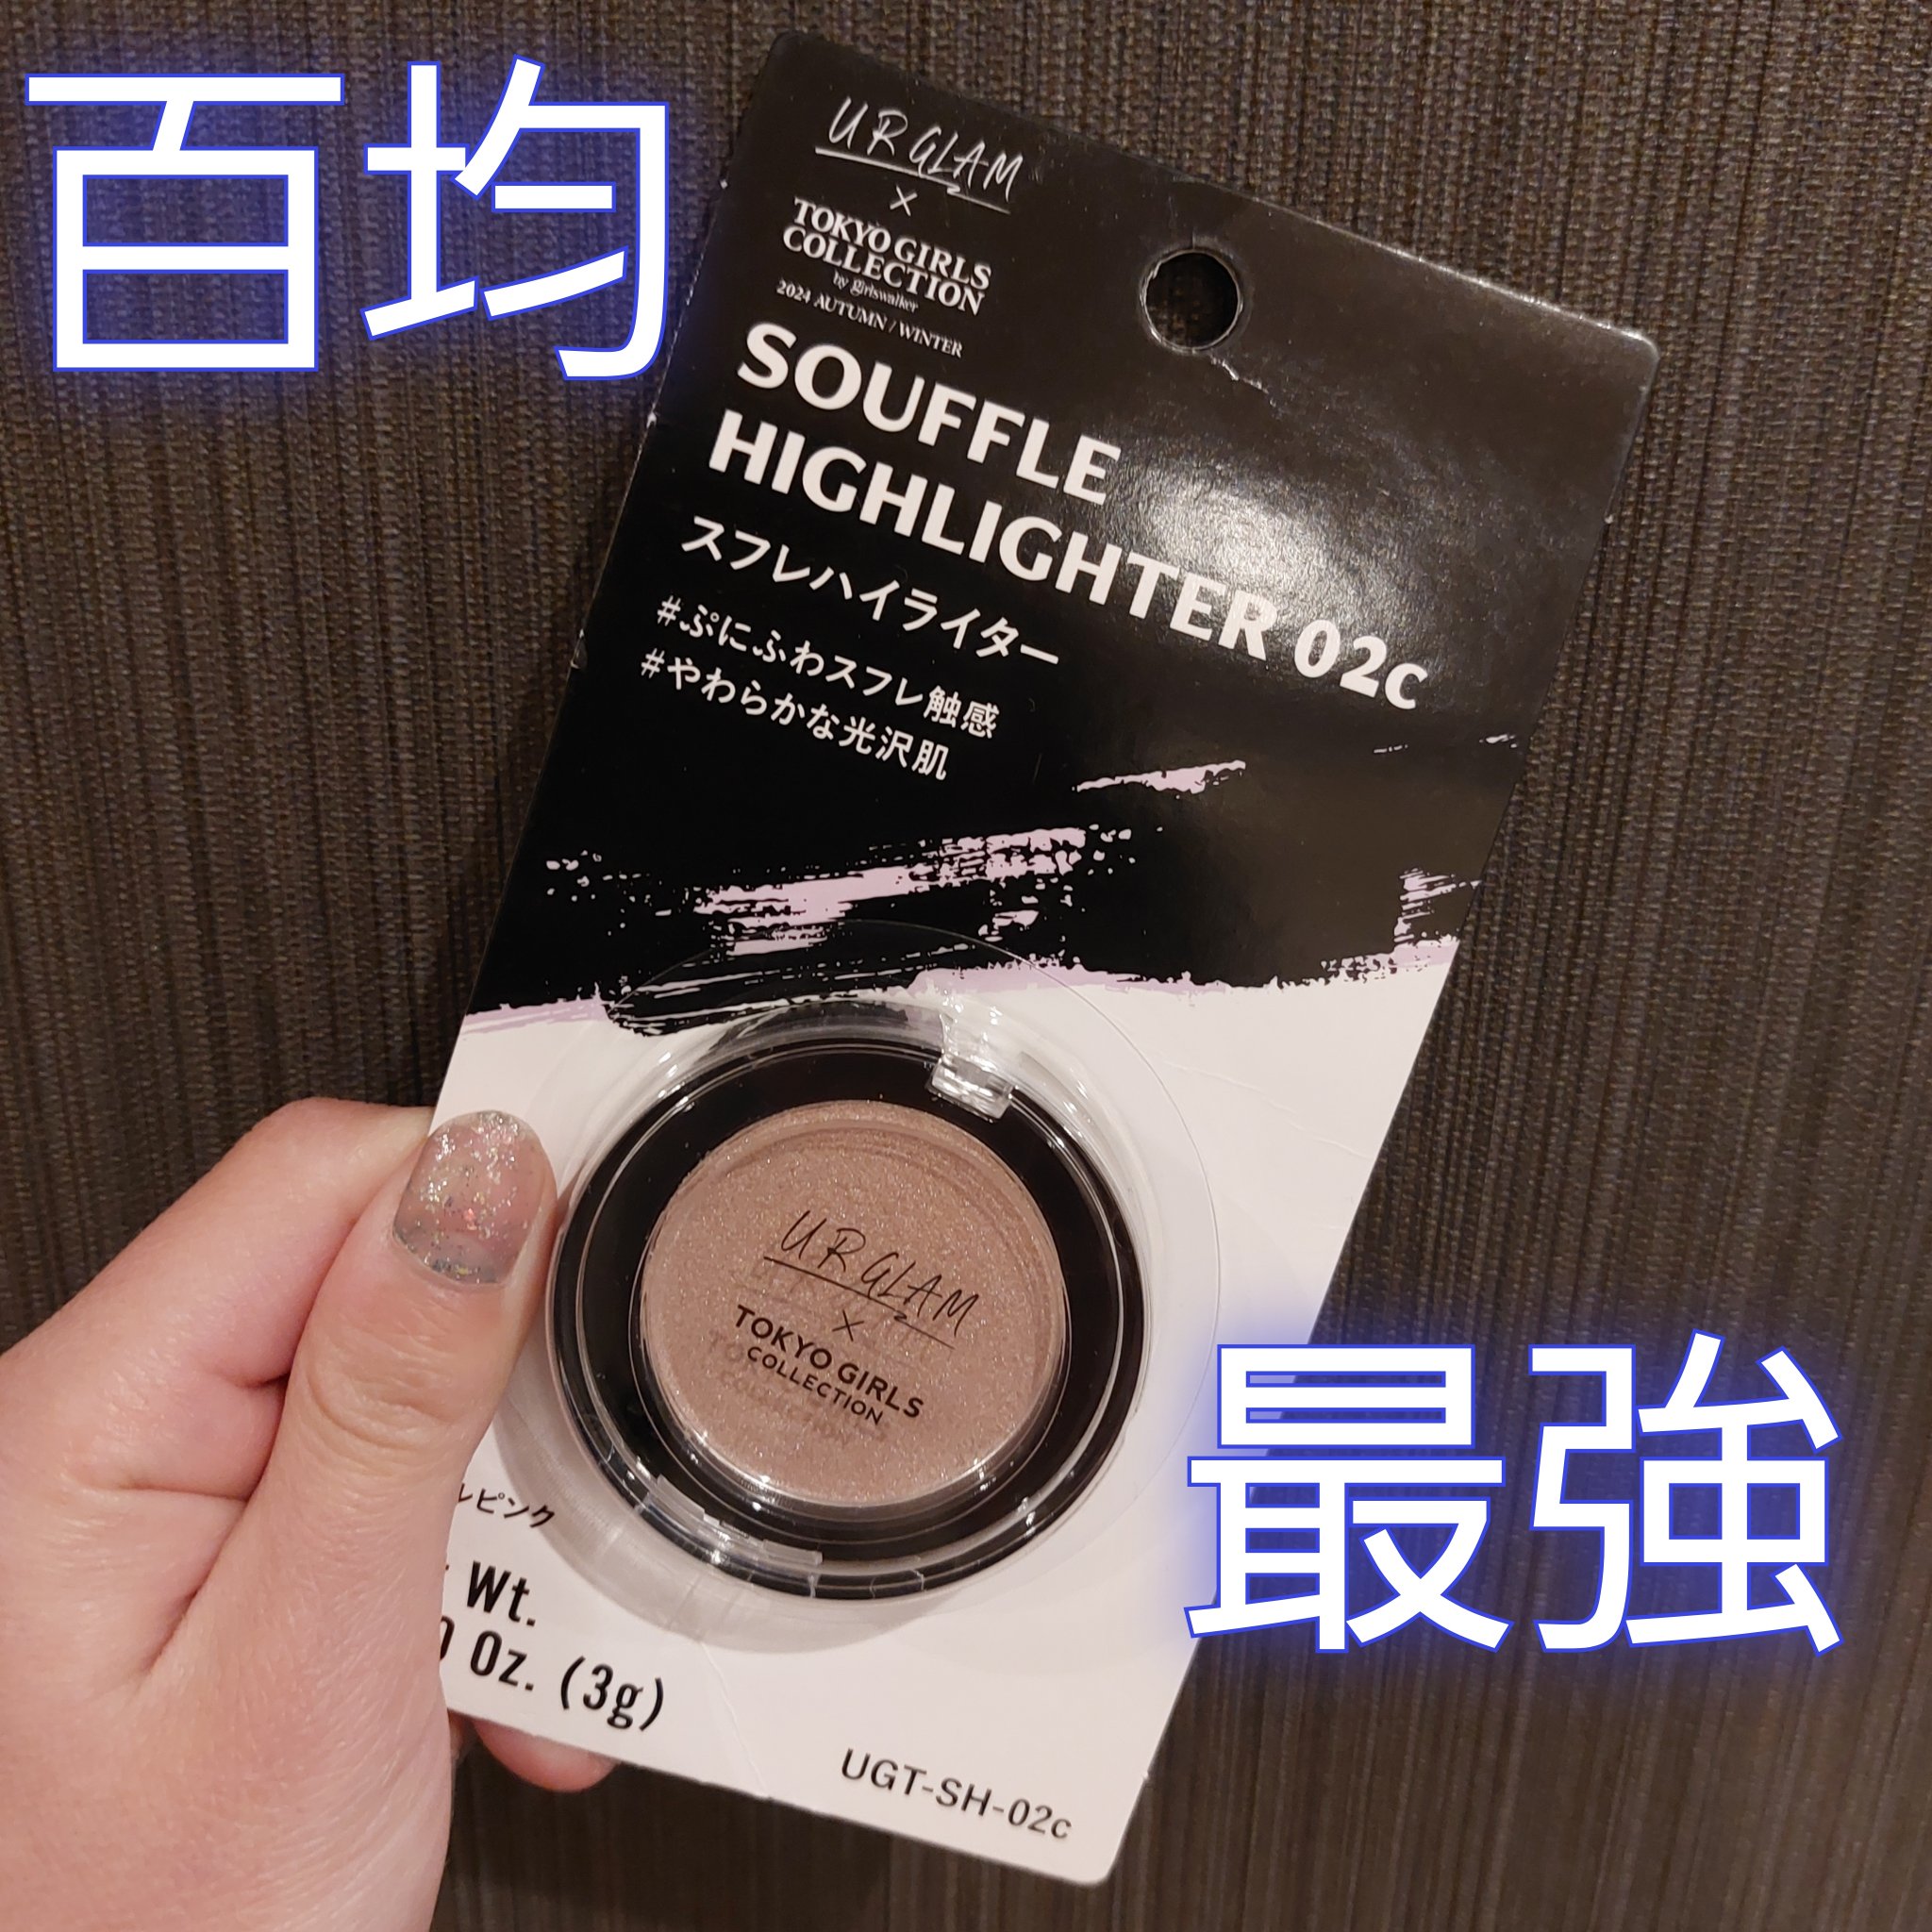 百均
UR GLAM
×
TOKYO GIRLS
COLLECTION
by girlswalker
2024 AUTUMN / WINTER
SOUFFLE
HIGHLIGHTER 02c
スフレハイライター
#ぷにふわスフレ触感
#やわらかな光沢肌
UR GLAM
×
TOKYO GIRLS
COLLECTION
最強
ピンク
Wt.
Oz. (3g)
UGT-SH-02c